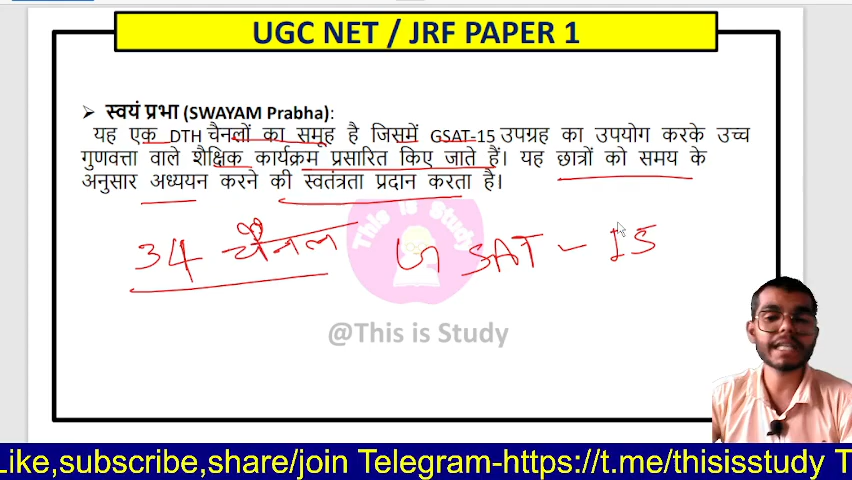 UGC NET / JRF PAPER 1
➤ स्वयं प्रभा (SWAYAM Prabha):
यह एक DTH चैनलों का समूह है जिसमें GSAT-15 उपग्रह का उपयोग करके उच्च
गुणवत्ता वाले शैक्षिक कार्यक्रम प्रसारित किए जाते हैं। यह छात्रों को समय के
अनुसार अध्ययन करने की स्वतंत्रता प्रदान करता है।
This is Study
34 चैनल GSAT - 15
@This is Study
Like,subscribe,share/join Telegram-https://t.me/thisisstudy T